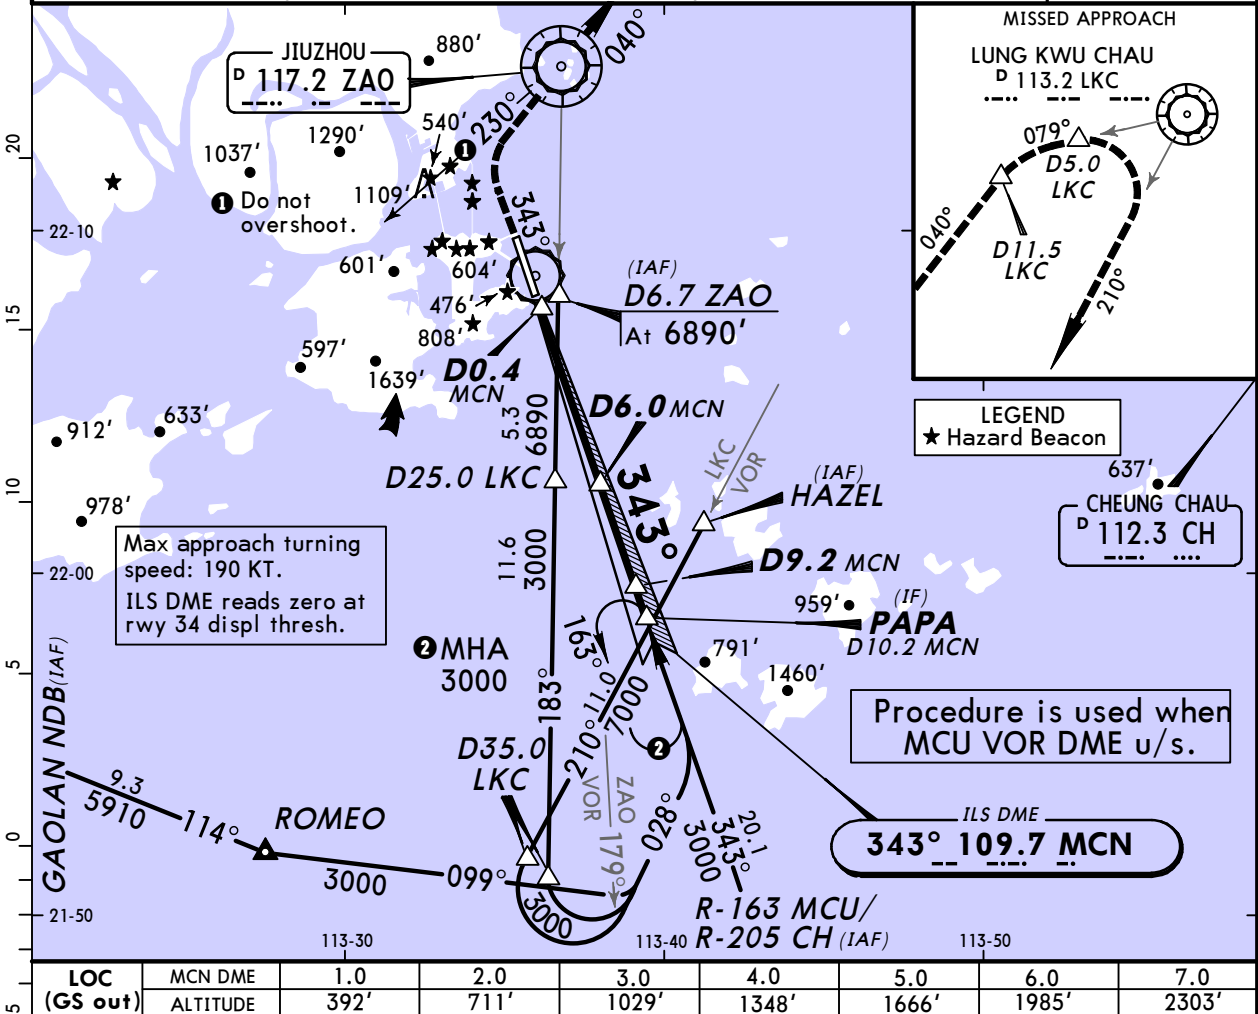 JIUZHOU
D 117.2 ZAO
880'
040°
MISSED APPROACH
LUNG KWU CHAU
D 113.2 LKC
079°
D5.0
LKC
D11.5
LKC
040°
210°
20
1290'
1037'
540'
1
230°
1 Do not
overshoot.
1109'
343°
22-10
601'
604'
476'
808'
(IAF)
D6.7 ZAO
At 6890'
15
597'
1639'
D0.4
MCN
D6.0 MCN
LEGEND
★ Hazard Beacon
912'
633'
5.3
6890
D25.0 LKC
343°
LKC
VOR
(IAF)
HAZEL
637'
CHEUNG CHAU
D 112.3 CH
10
978'
Max approach turning
speed: 190 KT.
ILS DME reads zero at
rwy 34 displ thresh.
11.6
3000
D9.2 MCN
22-00
959'
(IF)
PAPA
D10.2 MCN
163°
2 MHA
3000
791'
1460'
5
GAOLAN NDB (IAF)
183°
11.0
7000
210°
2
Procedure is used when
MCU VOR DME u/s.
D35.0
LKC
ZAO
VOR
179°
028°
9.3
5910
114°
ROMEO
20.1
343°
3000
ILS DME
343° 109.7 MCN
0
3000
099°
3000
R-163 MCU/
R-205 CH (IAF)
21-50
113-30
113-40
113-50
5
LOC
(GS out)
MCN DME 1.0 2.0 3.0 4.0 5.0 6.0 7.0
ALTITUDE 392' 711' 1029' 1348' 1666' 1985' 2303'